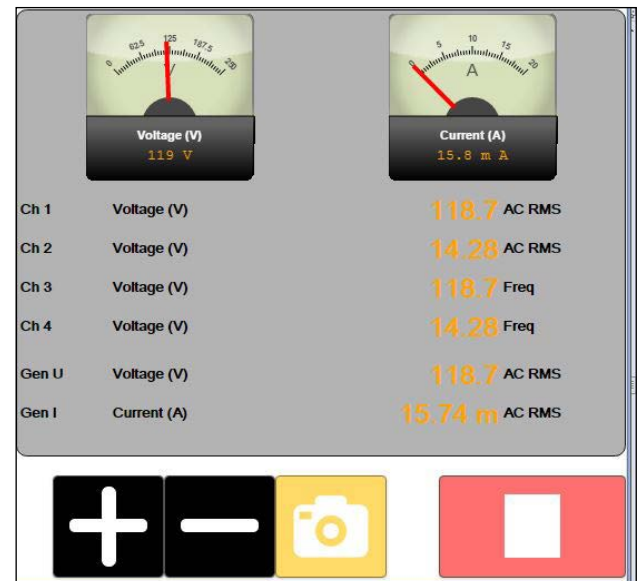 0 62.5 125 187.5 250
V
Voltage (V)
119 V
0 5 10 15 20
A
Current (A)
15.8 m A
Ch 1 Voltage (V) 118.7 AC RMS
Ch 2 Voltage (V) 14.28 AC RMS
Ch 3 Voltage (V) 118.7 Freq
Ch 4 Voltage (V) 14.28 Freq
Gen U Voltage (V) 118.7 AC RMS
Gen I Current (A) 15.74 m AC RMS